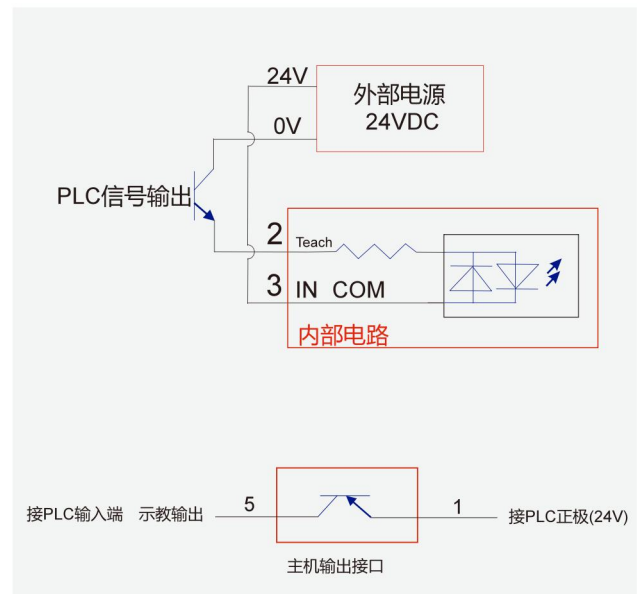 24V
外部电源
24VDC
0V
PLC信号输出
2 Teach
3 IN COM
内部电路
接PLC输入端 示教输出 5 1 接PLC正极(24V)
主机输出接口